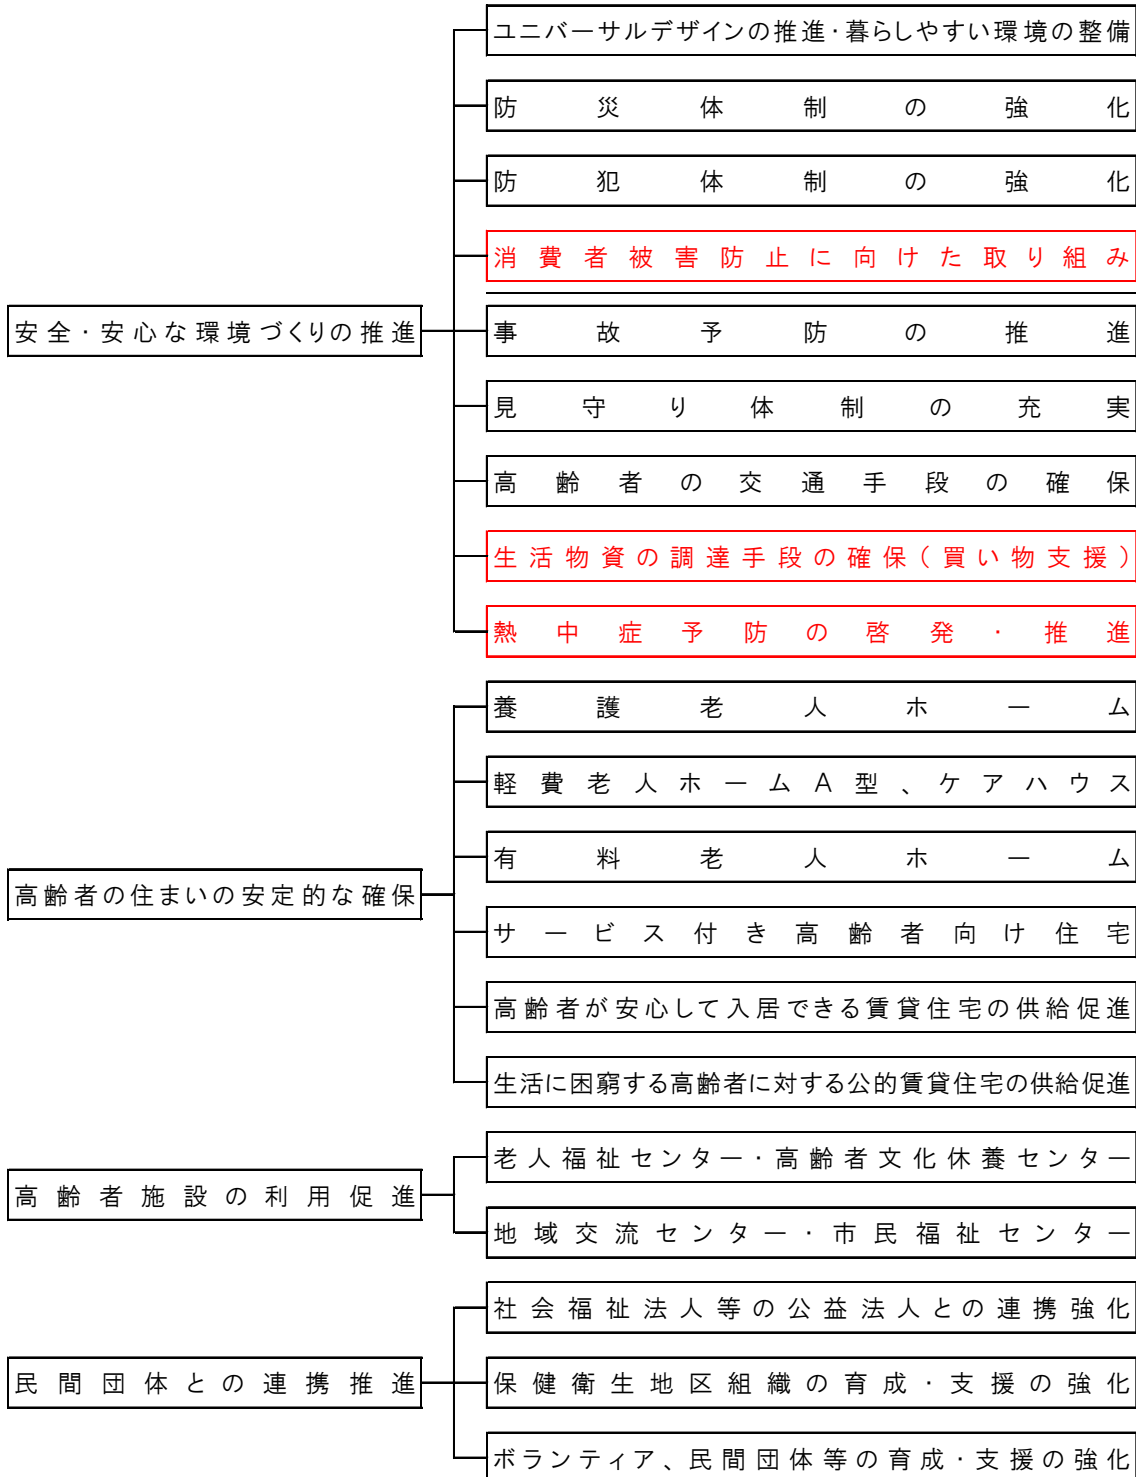 ユニバーサルデザインの推進・暮らしやすい環境の整備
防災体制の強化
防犯体制の強化
消費者被害防止に向けた取り組み
安全・安心な環境づくりの推進
事故予防の推進
見守り体制の充実
高齢者の交通手段の確保
生活物資の調達手段の確保(買い物支援)
熱中症予防の啓発・推進
養護老人ホーム
軽費老人ホームA型、ケアハウス
有料老人ホーム
高齢者の住まいの安定的な確保
サービス付き高齢者向け住宅
高齢者が安心して入居できる賃貸住宅の供給促進
生活に困窮する高齢者に対する公的賃貸住宅の供給促進
老人福祉センター・高齢者文化休養センター
高齢者施設の利用促進
地域交流センター・市民福祉センター
社会福祉法人等の公益法人との連携強化
民間団体との連携推進
保健衛生地区組織の育成・支援の強化
ボランティア、民間団体等の育成・支援の強化